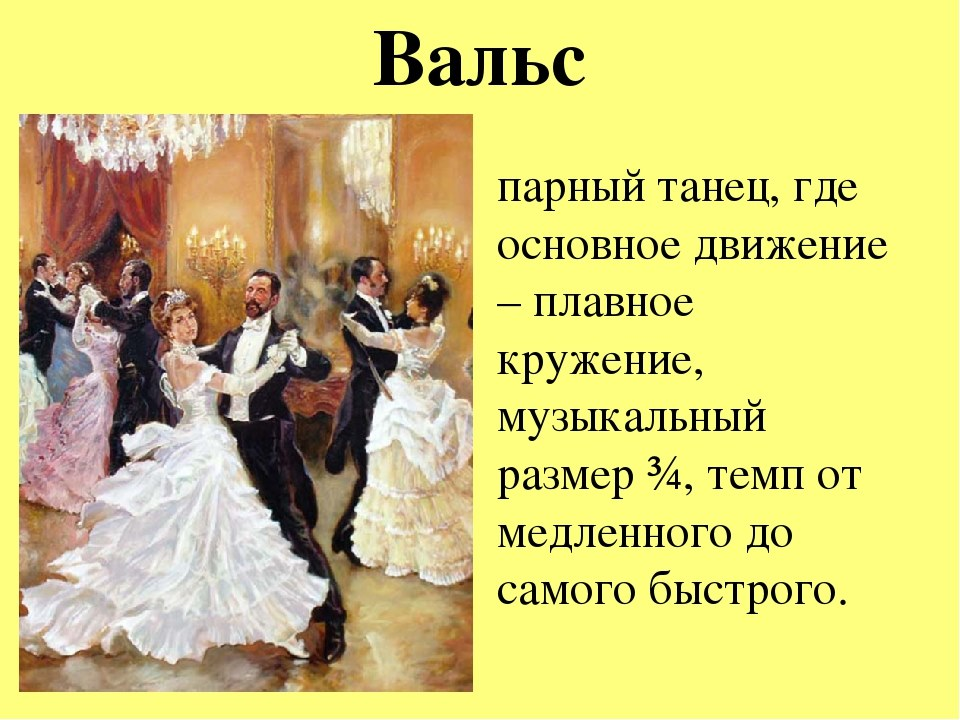 Вальс
парный танец, где
основное движение
– плавное
кружение,
музыкальный
размер ¾, темп от
медленного до
самого быстрого.